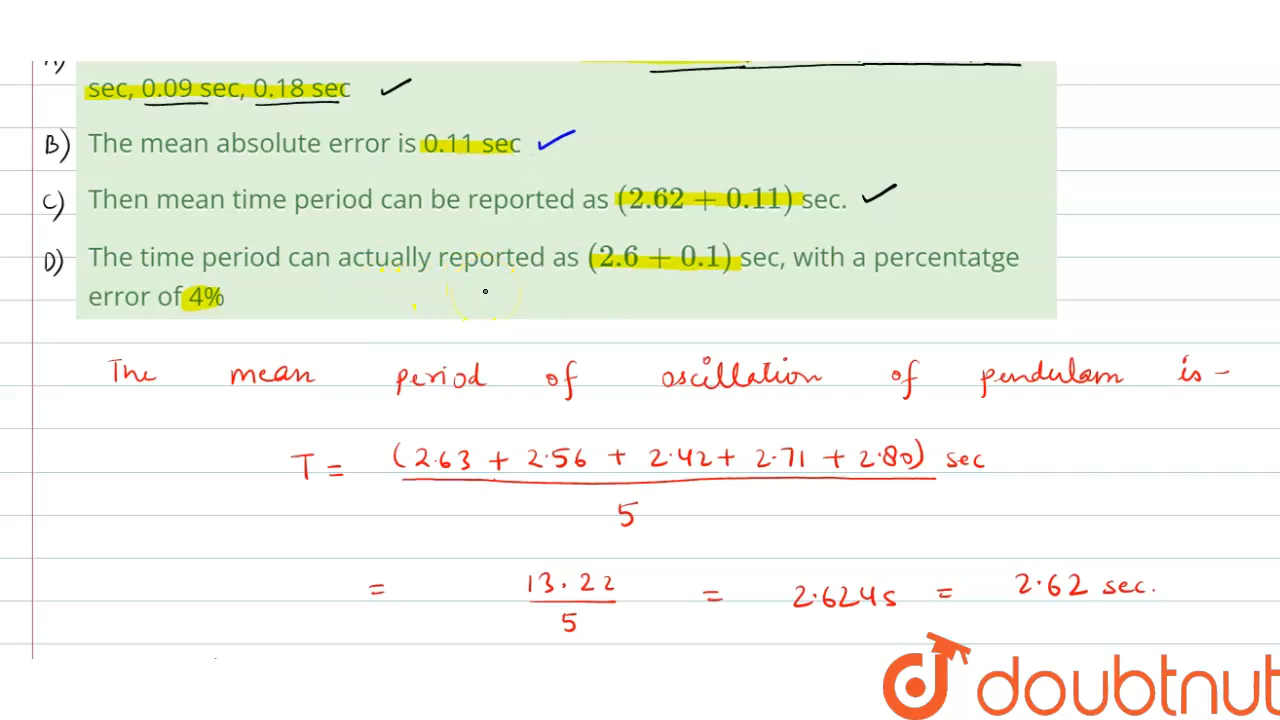 A)
sec, 0.09 sec, 0.18 sec
B) The mean absolute error is 0.11 sec
C) Then mean time period can be reported as (2.62 + 0.11) sec.
D) The time period can actually reported as (2.6 + 0.1) sec, with a percentatge
error of 4%
The mean period of oscillation of pendulam is -
T = (2.63 + 2.56 + 2.42 + 2.71 + 2.80) sec
5
= 13.22 / 5 = 2.624s = 2.62 sec.
doubtnut